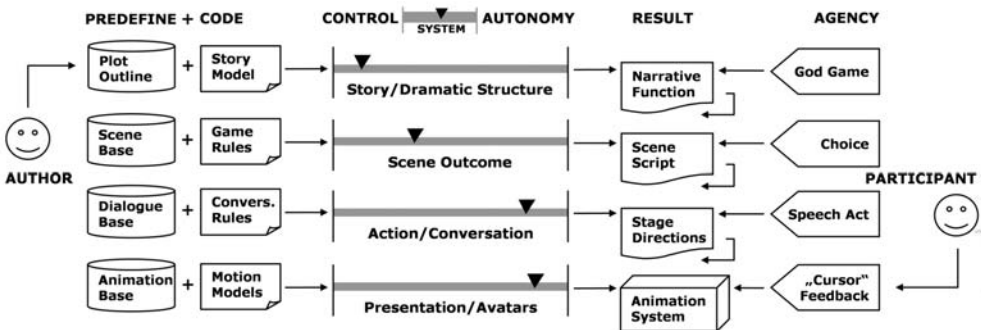 PREDEFINE + CODE
CONTROL
SYSTEM
AUTONOMY
RESULT
AGENCY
Plot
Outline
+
Story
Model
Story/Dramatic Structure
Narrative
Function
God Game
Scene
Base
+
Game
Rules
Scene Outcome
Scene
Script
Choice
AUTHOR
PARTICIPANT
Dialogue
Base
+
Convers.
Rules
Action/Conversation
Stage
Directions
Speech Act
Animation
Base
+
Motion
Models
Presentation/Avatars
Animation
System
„Cursor“
Feedback